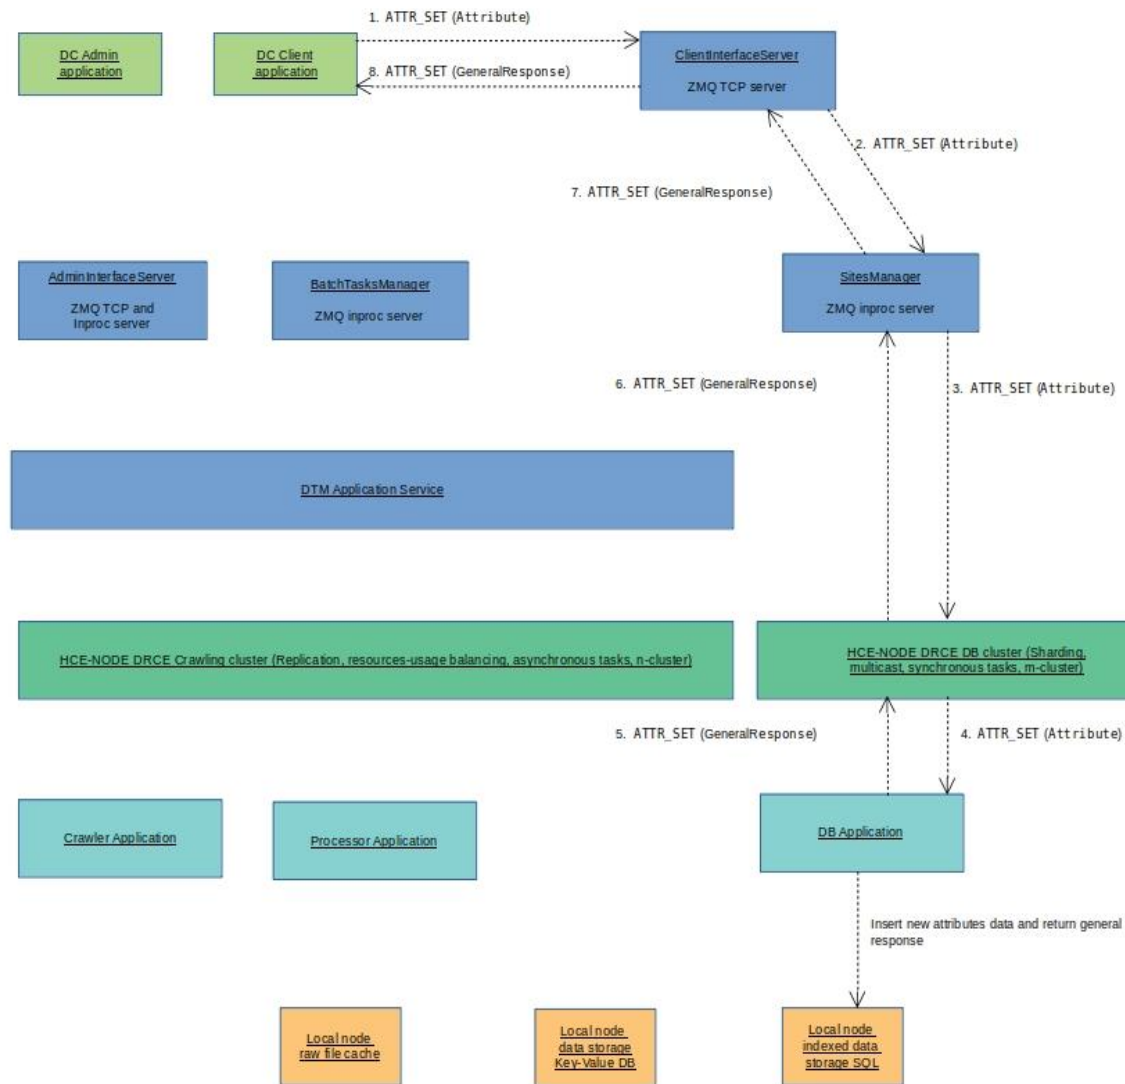 1. ATTR_SET (Attribute)
DC Admin
application
DC Client
application
8. ATTR_SET (GeneralResponse)
ClientInterfaceServer
ZMQ TCP server
2. ATTR_SET (Attribute)
7. ATTR_SET (GeneralResponse)
AdminInterfaceServer
ZMQ TCP and
Inproc server
BatchTasksManager
ZMQ inproc server
SitesManager
ZMQ inproc server
6. ATTR_SET (GeneralResponse)
3. ATTR_SET (Attribute)
DTM Application Service
HCE-NODE DRCE Crawling cluster (Replication, resources-usage balancing, asynchronous tasks, n-cluster)
HCE-NODE DRCE DB cluster (Sharding,
multicast, synchronous tasks, m-cluster)
5. ATTR_SET (GeneralResponse)
4. ATTR_SET (Attribute)
Crawler Application
Processor Application
DB Application
Insert new attributes data and return general
response
Local node
raw file cache
Local node
data storage
Key-Value DB
Local node
indexed data
storage SQL